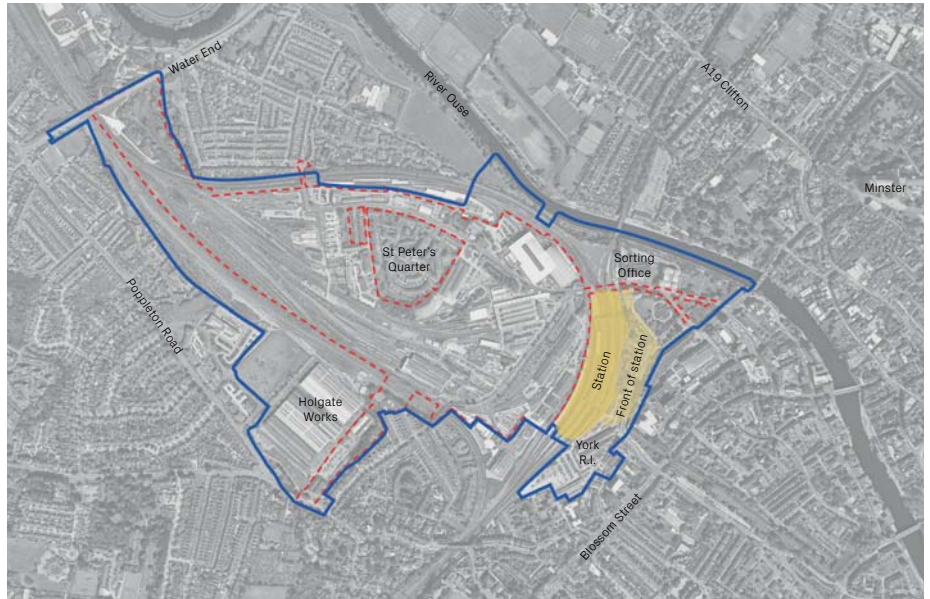 Water End
River Ouse
A19 Clifton
Minster
St Peter's
Quarter
Sorting
Office
Poppleton Road
Station
Front of station
Holgate
Works
York
R.I.
Blossom Street